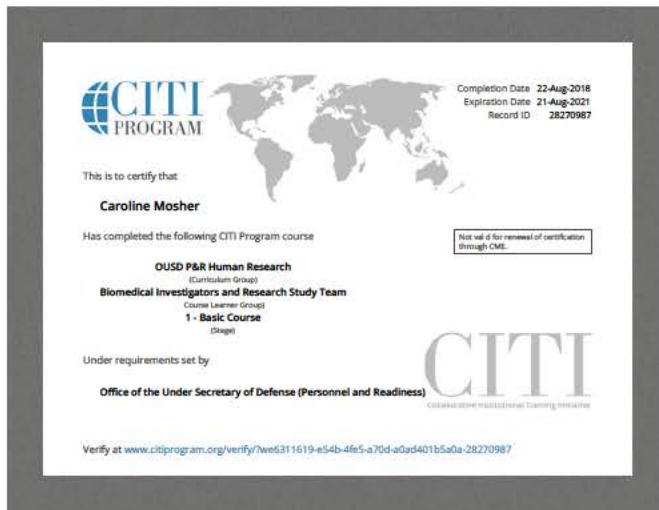 CITI
PROGRAM
Completion Date 22-Aug-2018
Expiration Date 21-Aug-2021
Record ID 28270987
This is to certify that
Caroline Mosher
Has completed the following CITI Program course
Not valid for renewal of certification
through CME.
OUSD P&R Human Research
(Curriculum Group)
Biomedical Investigators and Research Study Team
Course Learner Group)
1 - Basic Course
(Stage)
Under requirements set by
CITI
Collaborative Institutional Training Initiative
Office of the Under Secretary of Defense (Personnel and Readiness)
Verify at www.citiprogram.org/verify/?we6311619-e54b-4fe5-a70d-a0ad401b5a0a-28270987